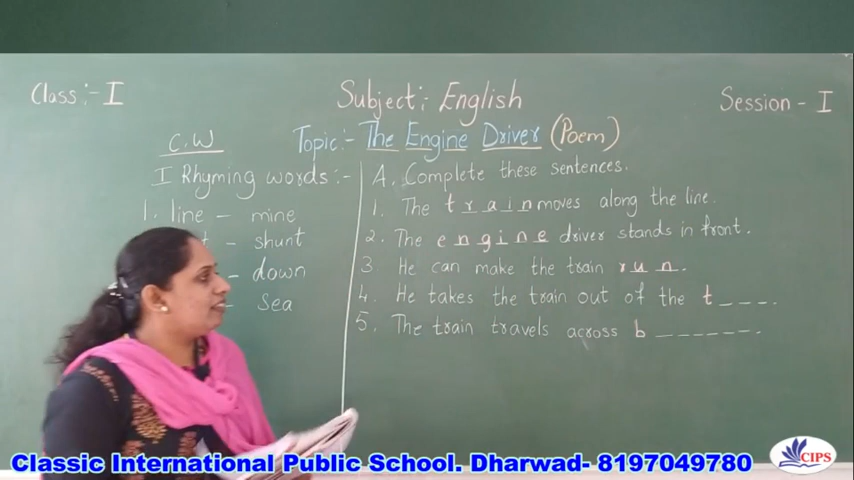 Class:- I
Subject: English
Session - I
C.W
Topic:- The Engine Driver (Poem)
I Rhyming words:-
1. line - mine
t - shunt
- down
- sea
A. Complete these sentences.
1. The train moves along the line.
2. The engine driver stands in front.
3 He can make the train run.
4. He takes the train out of the t _ _ _.
5. The train travels across b _ _ _ _ _ _.
Classic International Public School. Dharwad- 8197049780
CIPS